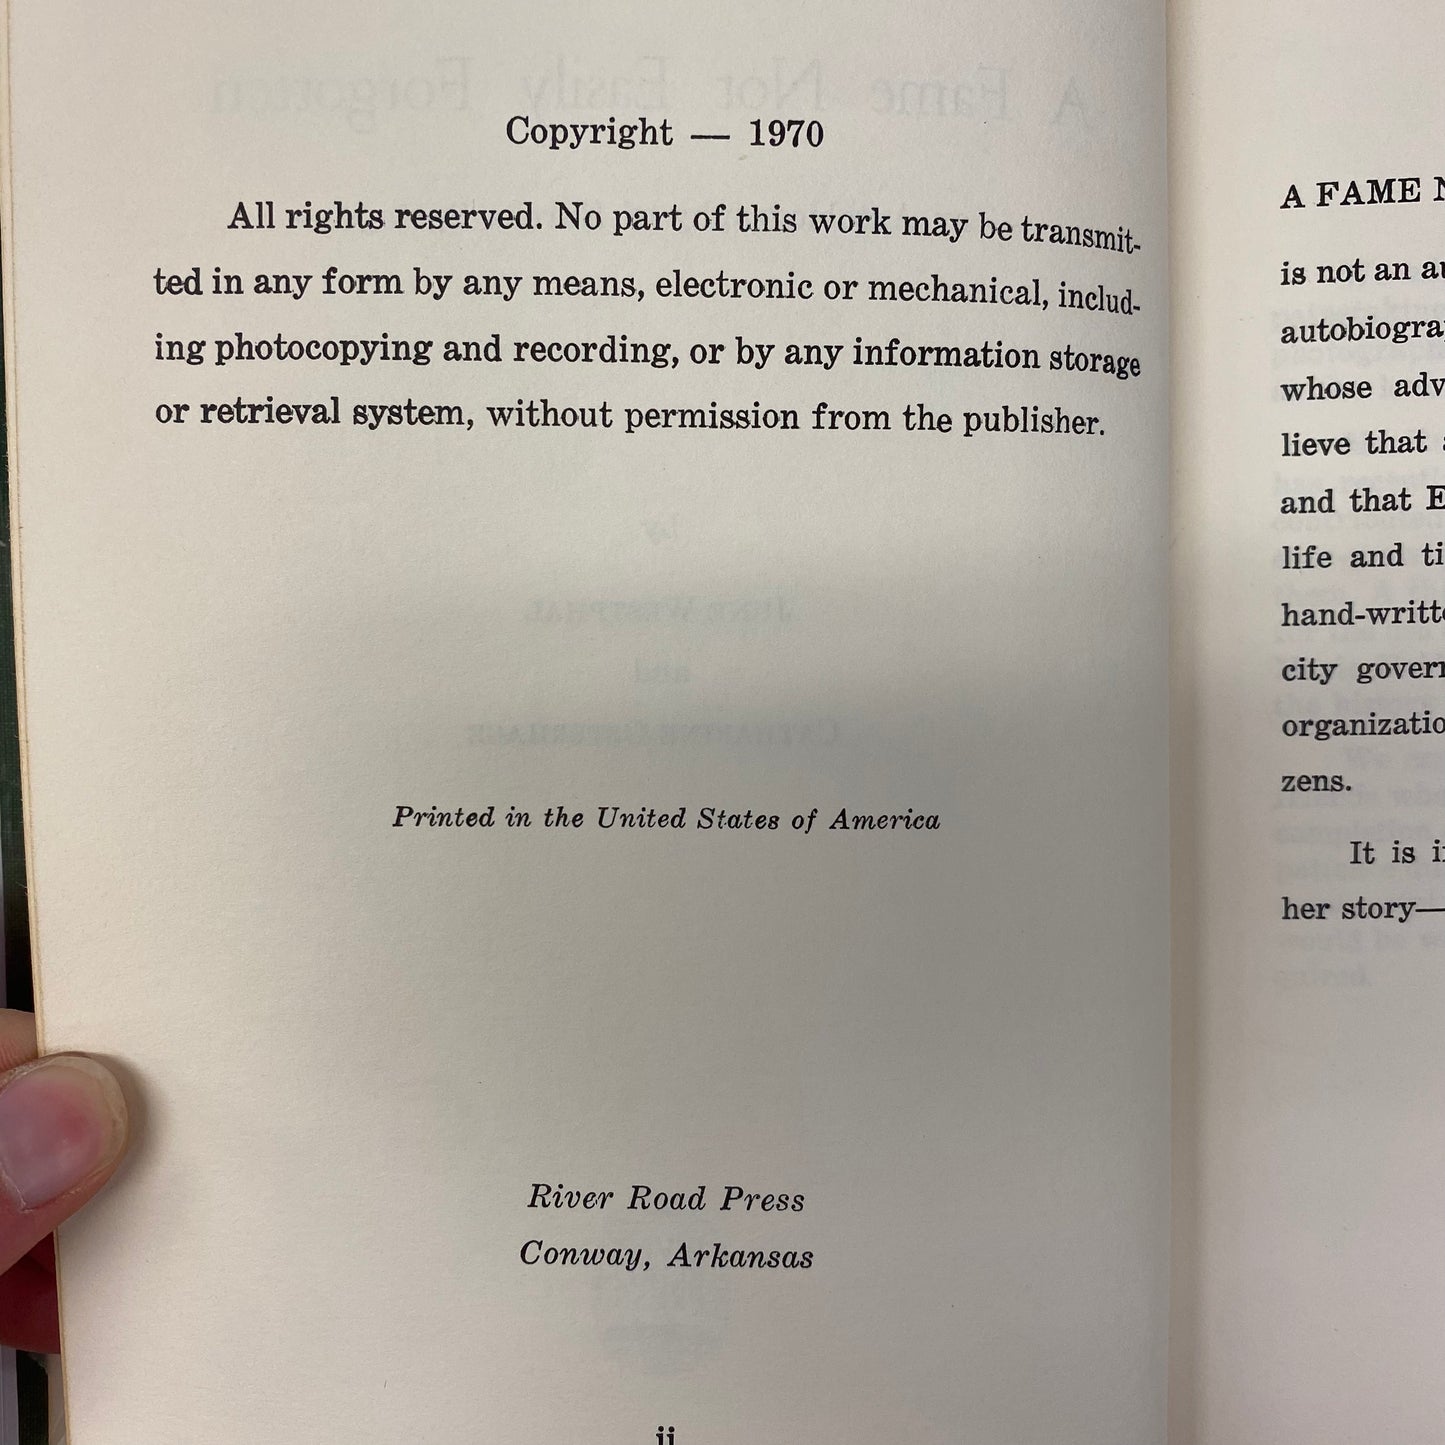 Copyright — 1970
All rights reserved. No part of this work may be transmit-
ted in any form by any means, electronic or mechanical, includ-
ing photocopying and recording, or by any information storage
or retrieval system, without permission from the publisher.
Printed in the United States of America
River Road Press
Conway, Arkansas
ii
A FAME
is not an
autobiogra
whose adv
lieve that
and that E
life and ti
hand-writt
city govern
organizatio
zens.
It is i
her story—